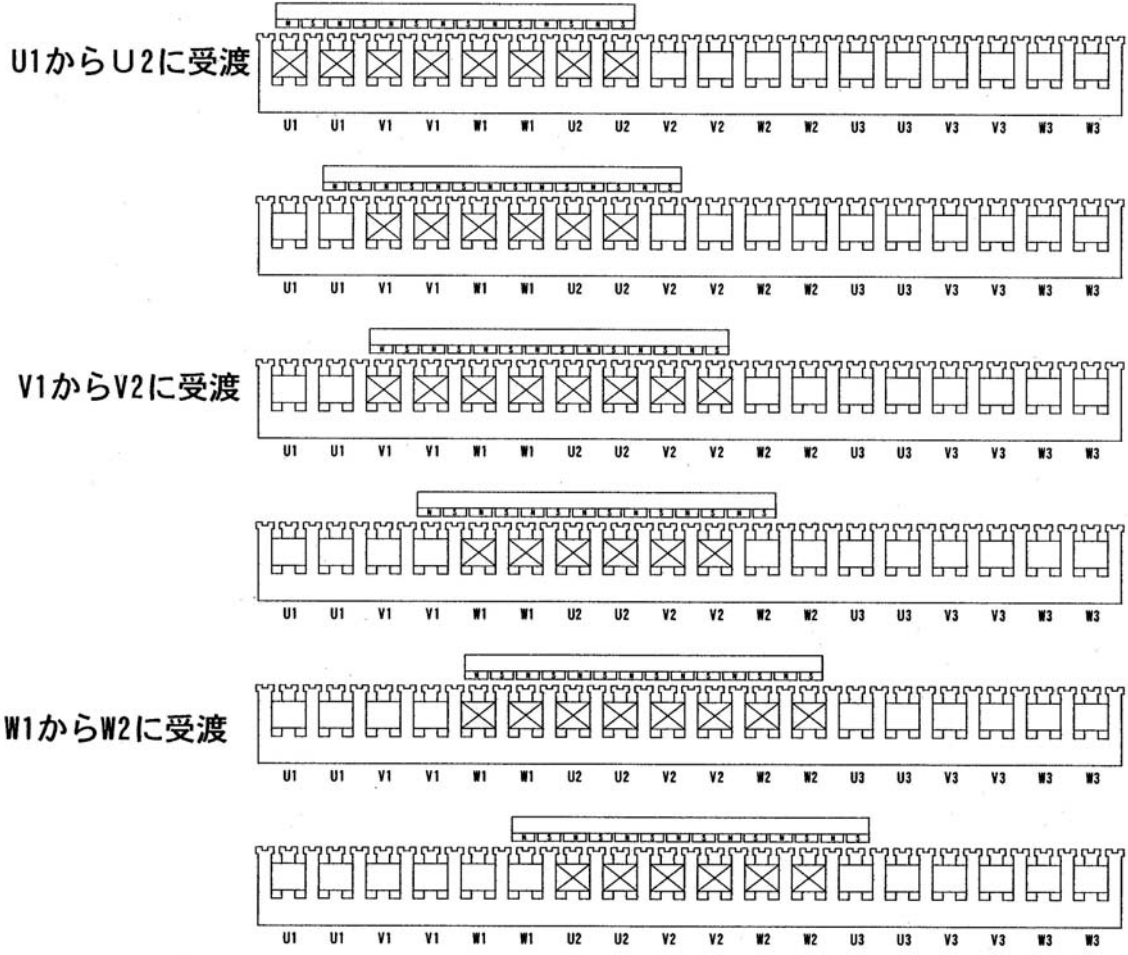 N S N S N S N S N S N S N S
U1からU2に受渡
U1 U1 V1 V1 W1 W1 U2 U2 V2 V2 W2 W2 U3 U3 V3 V3 W3 W3
N S N S N S N S N S N S N S
U1 U1 V1 V1 W1 W1 U2 U2 V2 V2 W2 W2 U3 U3 V3 V3 W3 W3
N S N S N S N S N S N S N S
V1からV2に受渡
U1 U1 V1 V1 W1 W1 U2 U2 V2 V2 W2 W2 U3 U3 V3 V3 W3 W3
N S N S N S N S N S N S N S
U1 U1 V1 V1 W1 W1 U2 U2 V2 V2 W2 W2 U3 U3 V3 V3 W3 W3
N S N S N S N S N S N S N S
W1からW2に受渡
U1 U1 V1 V1 W1 W1 U2 U2 V2 V2 W2 W2 U3 U3 V3 V3 W3 W3
N S N S N S N S N S N S N S
U1 U1 V1 V1 W1 W1 U2 U2 V2 V2 W2 W2 U3 U3 V3 V3 W3 W3